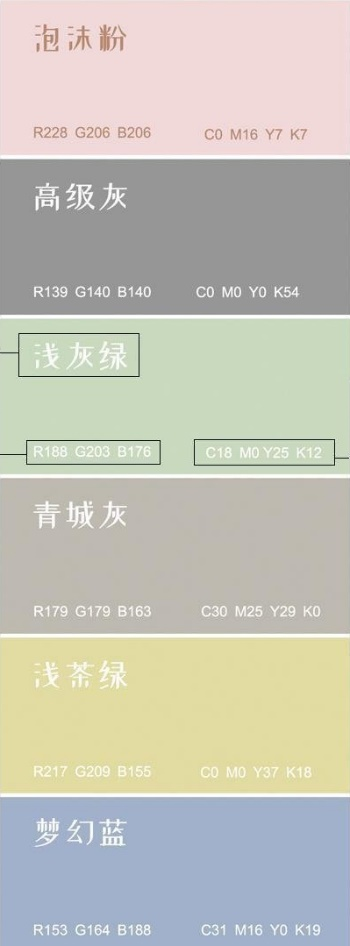 泡沫粉
R228 G206 B206 C0 M16 Y7 K7
高级灰
R139 G140 B140 C0 M0 Y0 K54
浅灰绿
R188 G203 B176 C18 M0 Y25 K12
青城灰
R179 G179 B163 C30 M25 Y29 K0
浅茶绿
R217 G209 B155 C0 M0 Y37 K18
梦幻蓝
R153 G164 B188 C31 M16 Y0 K19